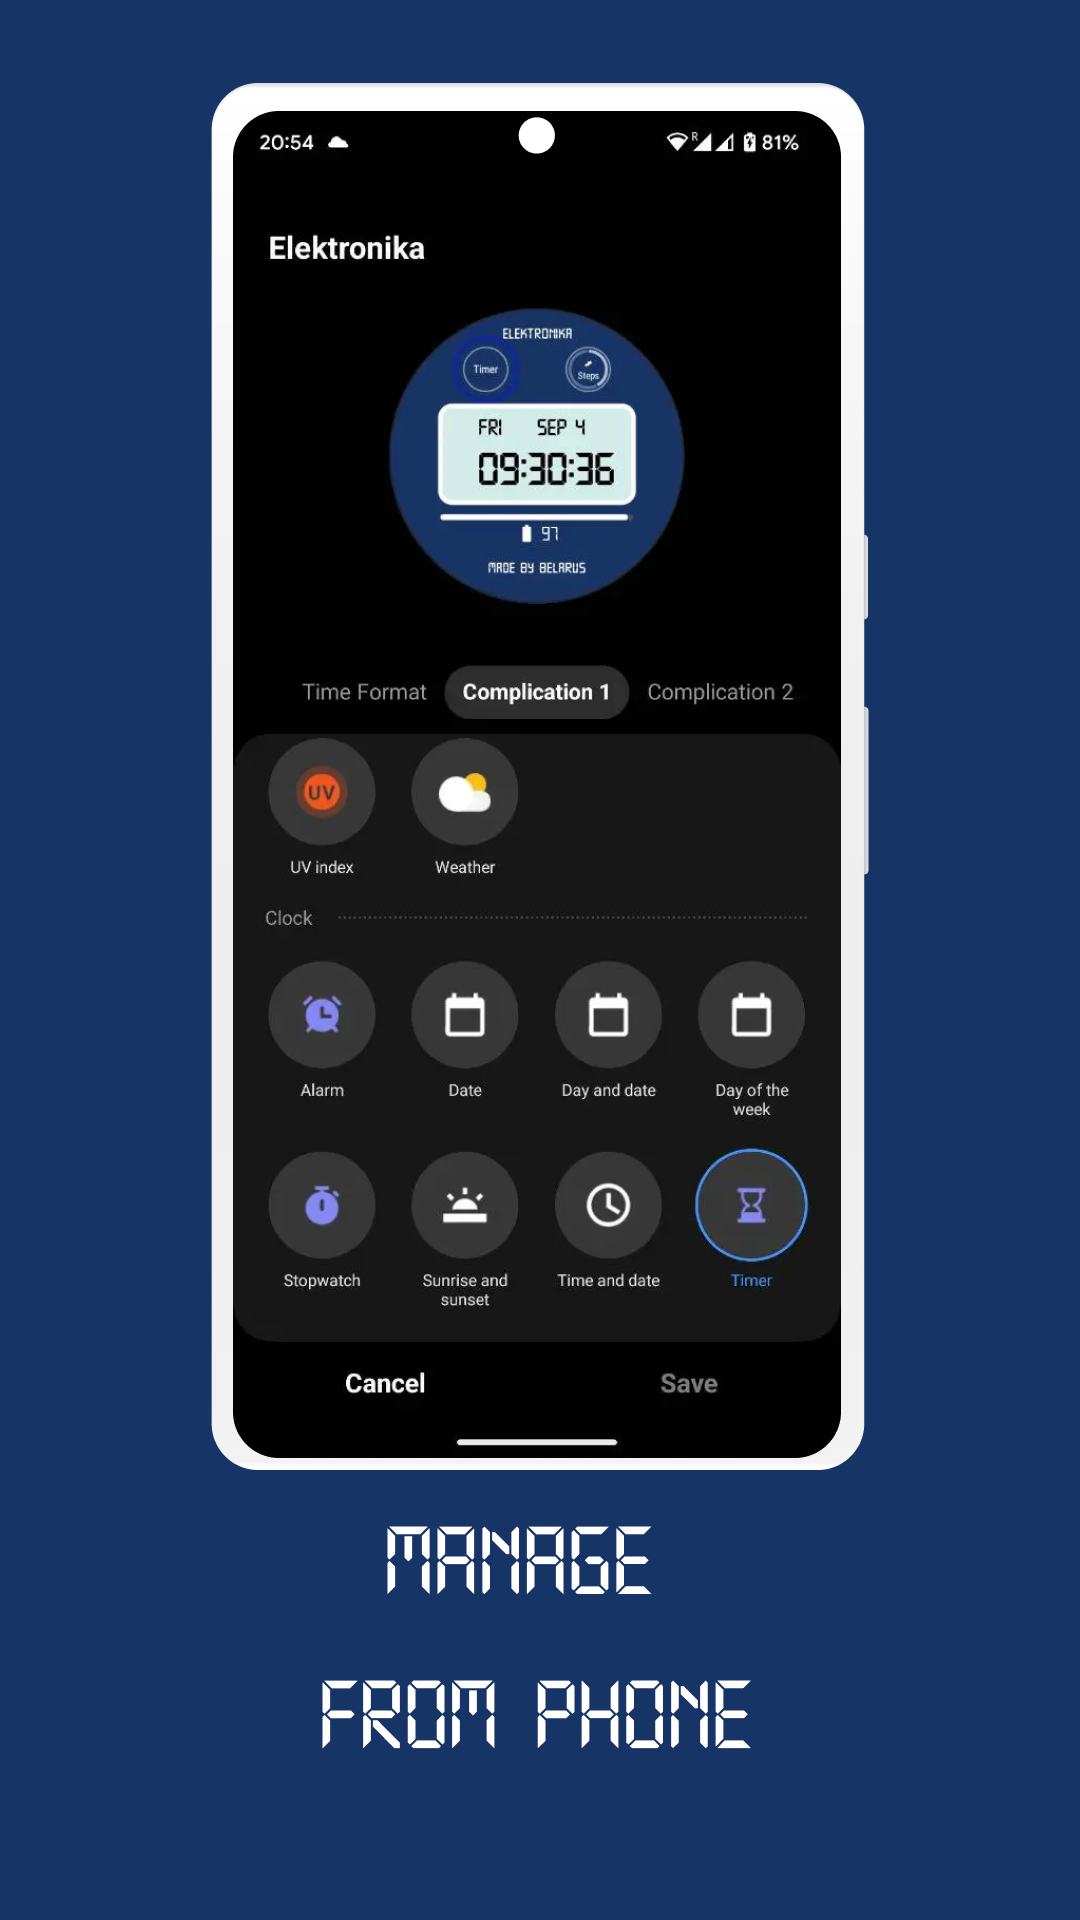 20:54
R
81%
Elektronika
ELEKTRONIKA
Timer
Steps
FRI SEP 4
09:30:36
97
MADE BY BELARUS
Time Format Complication 1 Complication 2
UV
UV index Weather
Clock
Alarm Date Day and date Day of the
week
Stopwatch Sunrise and Time and date Timer
sunset
Cancel Save
MANAGE
FROM PHONE